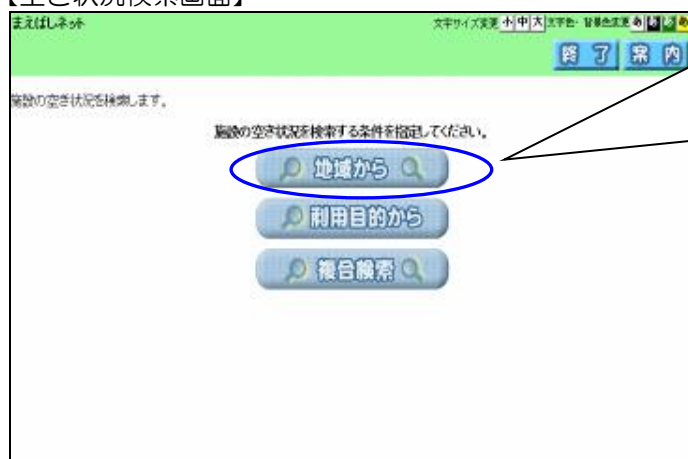 【空き状況検索画面】
まえばしネット 文字サイズ変更 小 中 大 文字色・背景色変更 あ あ あ あ
終了 案内
施設の空き状況を検索します。
施設の空き状況を検索する条件を指定してください。
地域から
利用目的から
複合検索